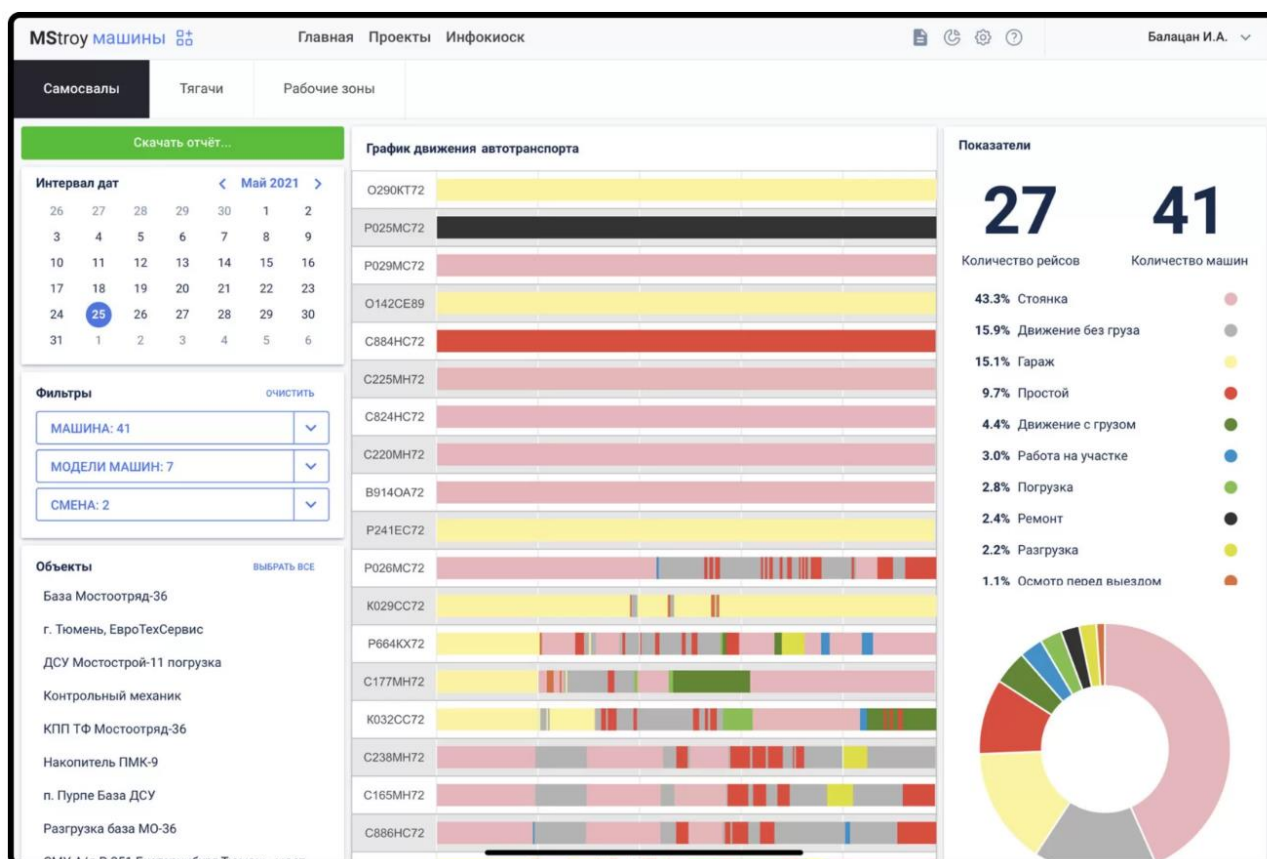 MStroy машины
Главная Проекты Инфокиоск
Балацан И.А.
Самосвалы Тягачи Рабочие зоны
Скачать отчёт...
Интервал дат Май 2021
26 27 28 29 30 1 2
3 4 5 6 7 8 9
10 11 12 13 14 15 16
17 18 19 20 21 22 23
24 25 26 27 28 29 30
31 1 2 3 4 5 6
Фильтры ОЧИСТИТЬ
МАШИНА: 41
МОДЕЛИ МАШИН: 7
СМЕНА: 2
Объекты ВЫБРАТЬ ВСЕ
База Мостоотряд-36
г. Тюмень, ЕвроТехСервис
ДСУ Мостострой-11 погрузка
Контрольный механик
КПП ТФ Мостоотряд-36
Накопитель ПМК-9
п. Пурпе База ДСУ
Разгрузка база МО-36
График движения автотранспорта
О290КТ72
Р025МС72
Р029МС72
О142СЕ89
С884НС72
С225МН72
С824НС72
С220МН72
В914ОА72
Р241ЕС72
Р026МС72
К029СС72
Р664КХ72
С177МН72
К032СС72
С238МН72
С165МН72
С886НС72
Показатели
27 41
Количество рейсов Количество машин
43.3% Стоянка
15.9% Движение без груза
15.1% Гараж
9.7% Простой
4.4% Движение с грузом
3.0% Работа на участке
2.8% Погрузка
2.4% Ремонт
2.2% Разгрузка
1.1% Осмотр перед выездом